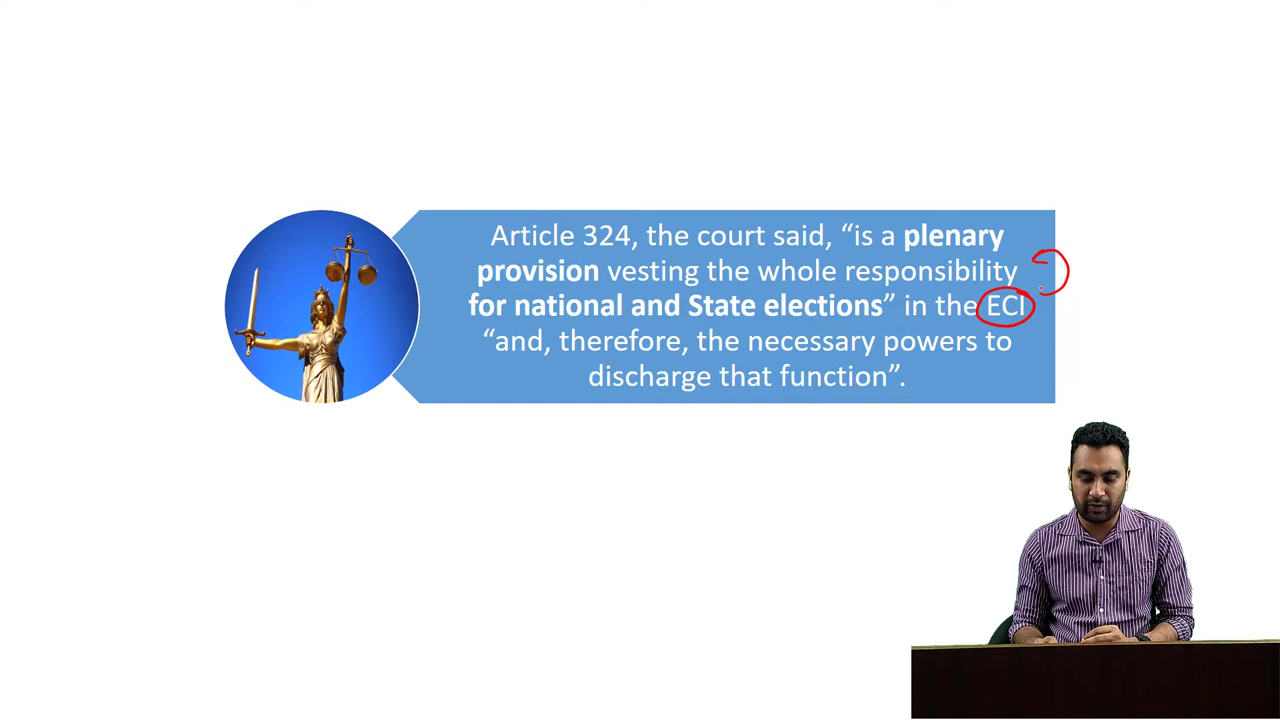 Article 324, the court said, “is a plenary
provision vesting the whole responsibility
for national and State elections” in the ECI
“and, therefore, the necessary powers to
discharge that function”.